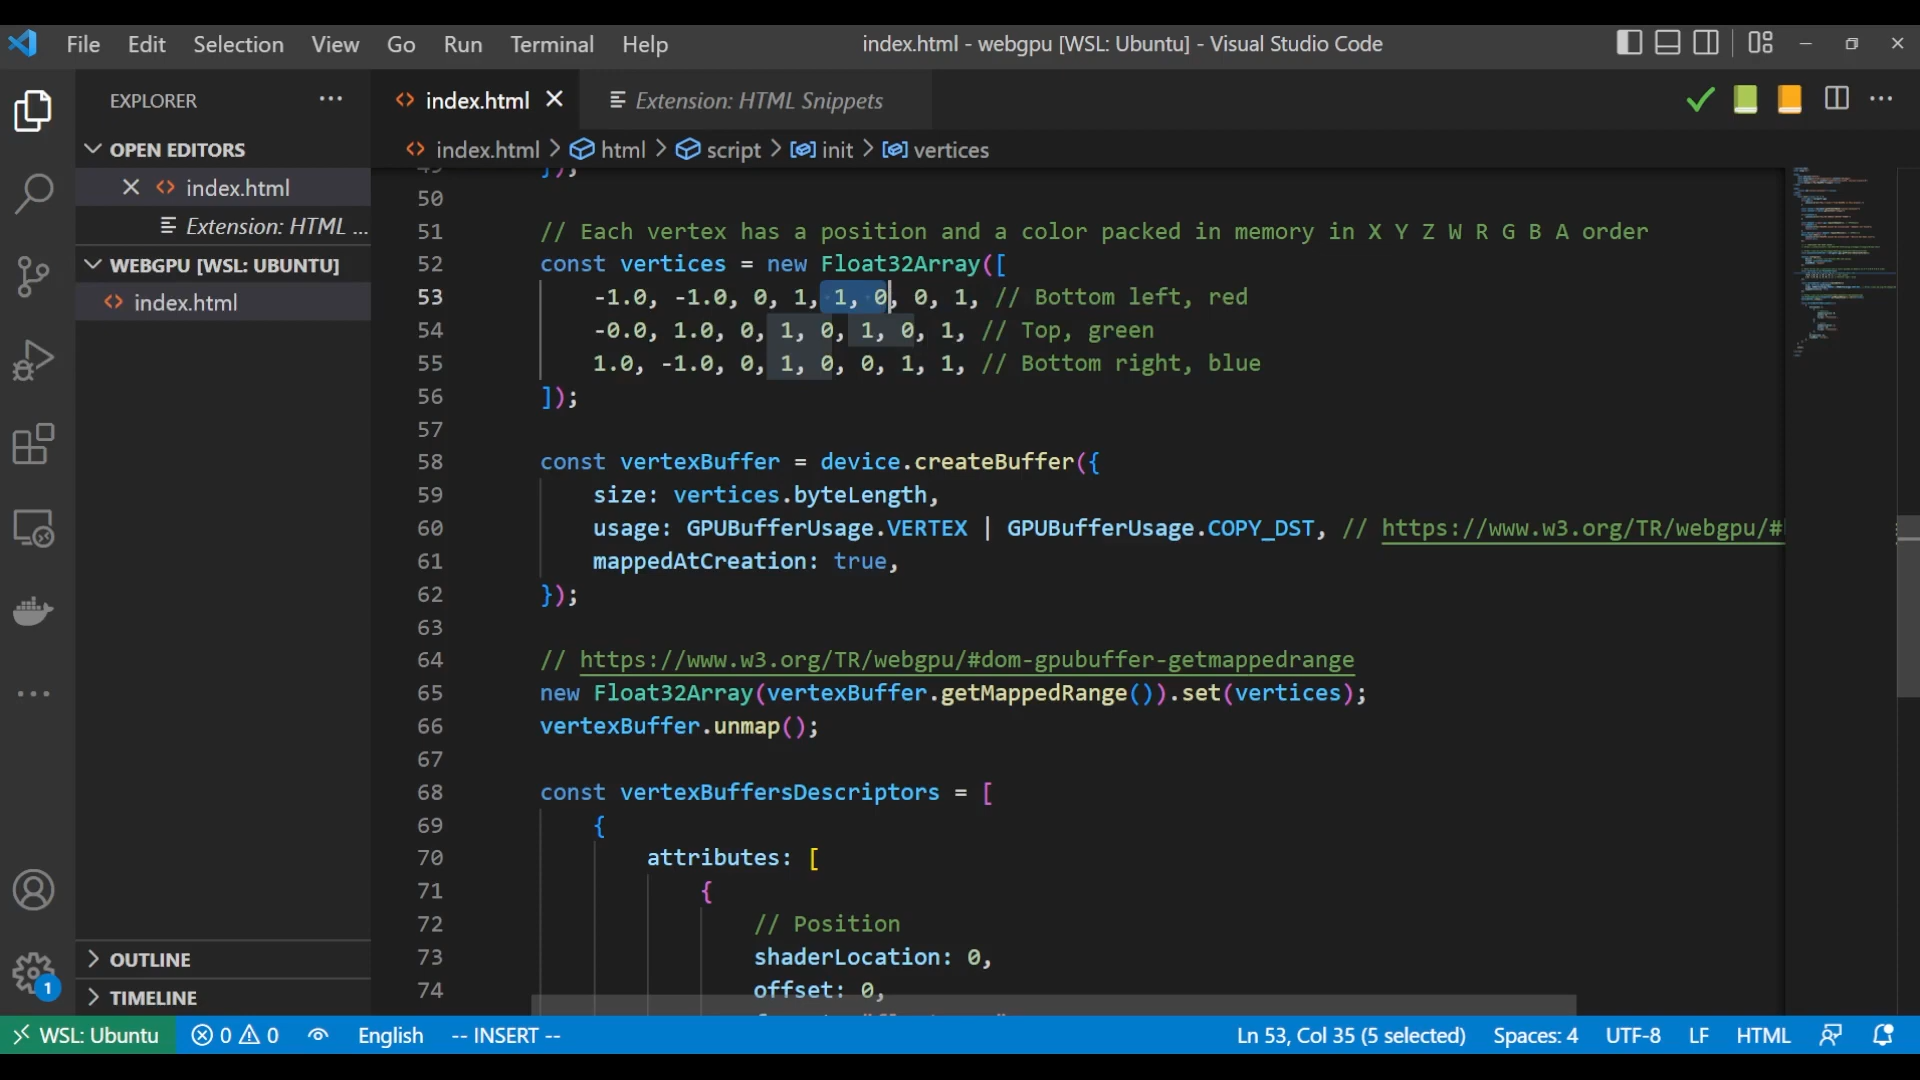 File Edit Selection View Go Run Terminal Help index.html - webgpu [WSL: Ubuntu] - Visual Studio Code
EXPLORER
OPEN EDITORS
index.html
Extension: HTML ...
WEBGPU [WSL: UBUNTU]
index.html
OUTLINE
TIMELINE
index.html Extension: HTML Snippets
index.html > html > script > init > vertices
49 });
50
51 // Each vertex has a position and a color packed in memory in X Y Z W R G B A order
52 const vertices = new Float32Array([
53 -1.0, -1.0, 0, 1, 1, 0, 0, 1, // Bottom left, red
54 -0.0, 1.0, 0, 1, 0, 1, 0, 1, // Top, green
55 1.0, -1.0, 0, 1, 0, 0, 1, 1, // Bottom right, blue
56 ]);
57
58 const vertexBuffer = device.createBuffer({
59 size: vertices.byteLength,
60 usage: GPUBufferUsage.VERTEX | GPUBufferUsage.COPY_DST, // https://www.w3.org/TR/webgpu/#
61 mappedAtCreation: true,
62 });
63
64 // https://www.w3.org/TR/webgpu/#dom-gpubuffer-getmappedrange
65 new Float32Array(vertexBuffer.getMappedRange()).set(vertices);
66 vertexBuffer.unmap();
67
68 const vertexBuffersDescriptors = [
69 {
70 attributes: [
71 {
72 // Position
73 shaderLocation: 0,
74 offset: 0,
1
WSL: Ubuntu 0 0 English -- INSERT -- Ln 53, Col 35 (5 selected) Spaces: 4 UTF-8 LF HTML